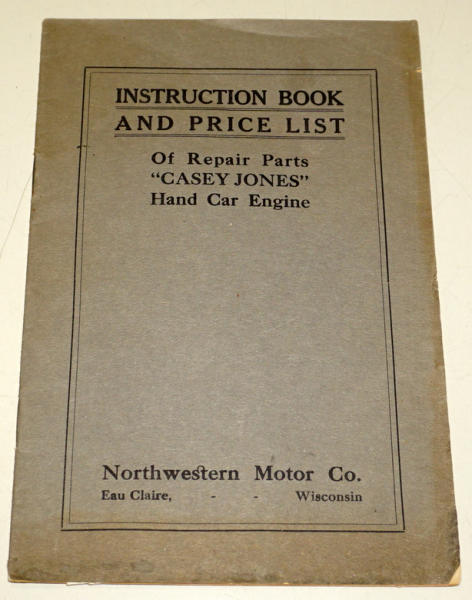 INSTRUCTION BOOK
AND PRICE LIST
Of Repair Parts
“CASEY JONES”
Hand Car Engine
Northwestern Motor Co.
Eau Claire, - - Wisconsin